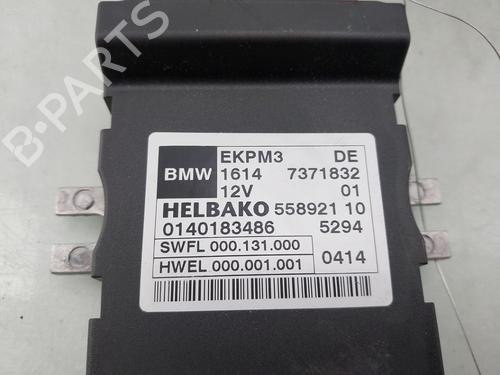 B-PARTS
EKPM3 DE
BMW 1614 7371832
12V 01
HELBAKO 558921 10
0140183486 5294
SWFL 000.131.000
HWEL 000.001.001 0414